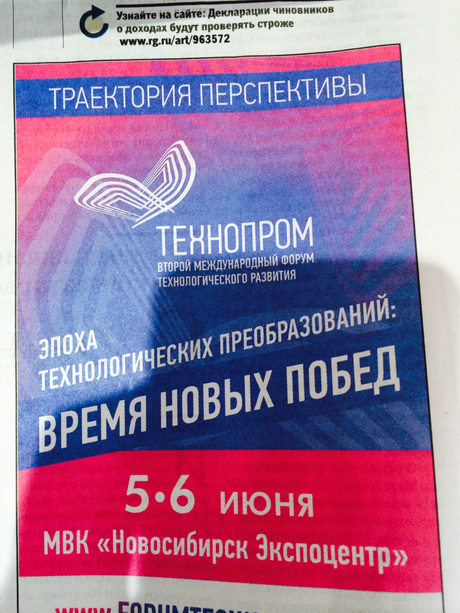 Узнайте на сайте: Декларации чиновников
о доходах будут проверять строже
www.rg.ru/art/963572
ТРАЕКТОРИЯ ПЕРСПЕКТИВЫ
ТЕХНОПРОМ
ВТОРОЙ МЕЖДУНАРОДНЫЙ ФОРУМ
ТЕХНОЛОГИЧЕСКОГО РАЗВИТИЯ
ЭПОХА
ТЕХНОЛОГИЧЕСКИХ ПРЕОБРАЗОВАНИЙ:
ВРЕМЯ НОВЫХ ПОБЕД
5•6 ИЮНЯ
МВК «Новосибирск Экспоцентр»